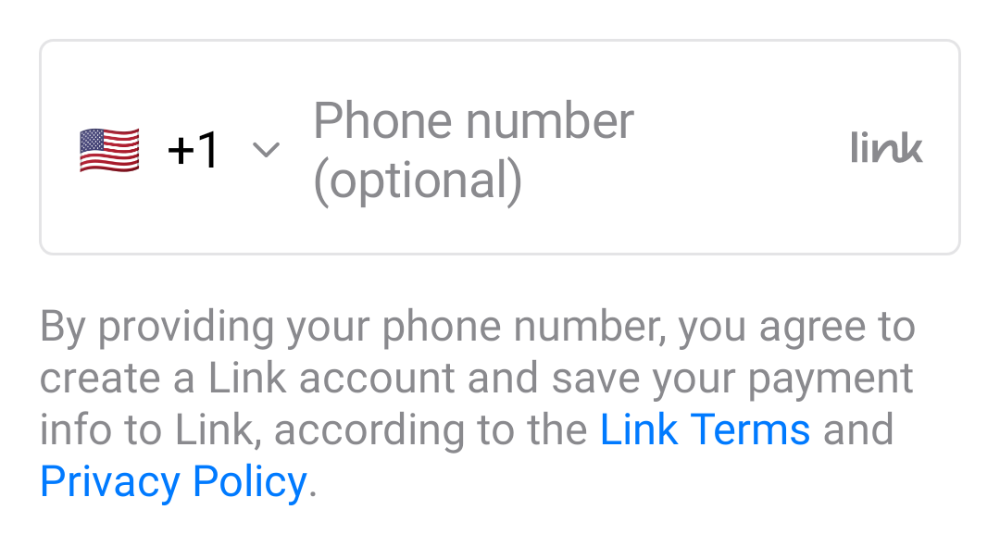 +1
Phone number
(optional)
link
By providing your phone number, you agree to
create a Link account and save your payment
info to Link, according to the Link Terms and
Privacy Policy.